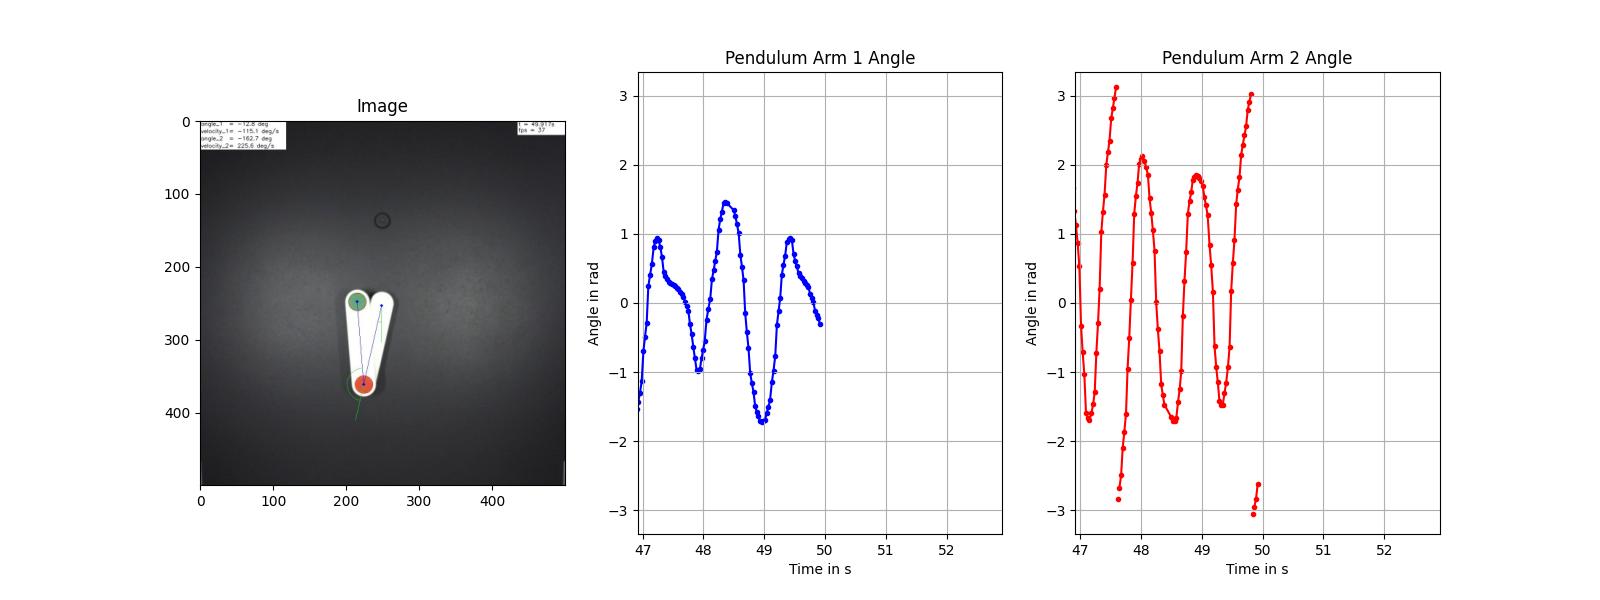 Image
angle_1 = -12.8 deg
velocity_1= -115.1 deg/s
angle_2 = -162.7 deg
velocity_2= 225.6 deg/s
t = 49.917s
fps = 37
0
100
200
300
400
0 100 200 300 400
Pendulum Arm 1 Angle
Angle in rad
3
2
1
0
−1
−2
−3
47 48 49 50 51 52
Time in s
Pendulum Arm 2 Angle
Angle in rad
3
2
1
0
−1
−2
−3
47 48 49 50 51 52
Time in s